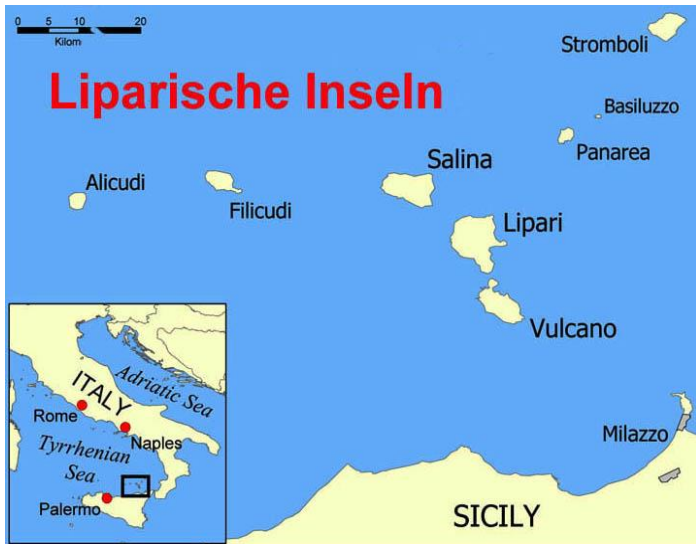 0 5 10 20
Kilom
Stromboli
Liparische Inseln
Basiluzzo
Panarea
Salina
Alicudi
Filicudi
Lipari
Vulcano
Milazzo
SICILY
ITALY
Adriatic Sea
Rome
Naples
Tyrrhenian
Sea
Palermo